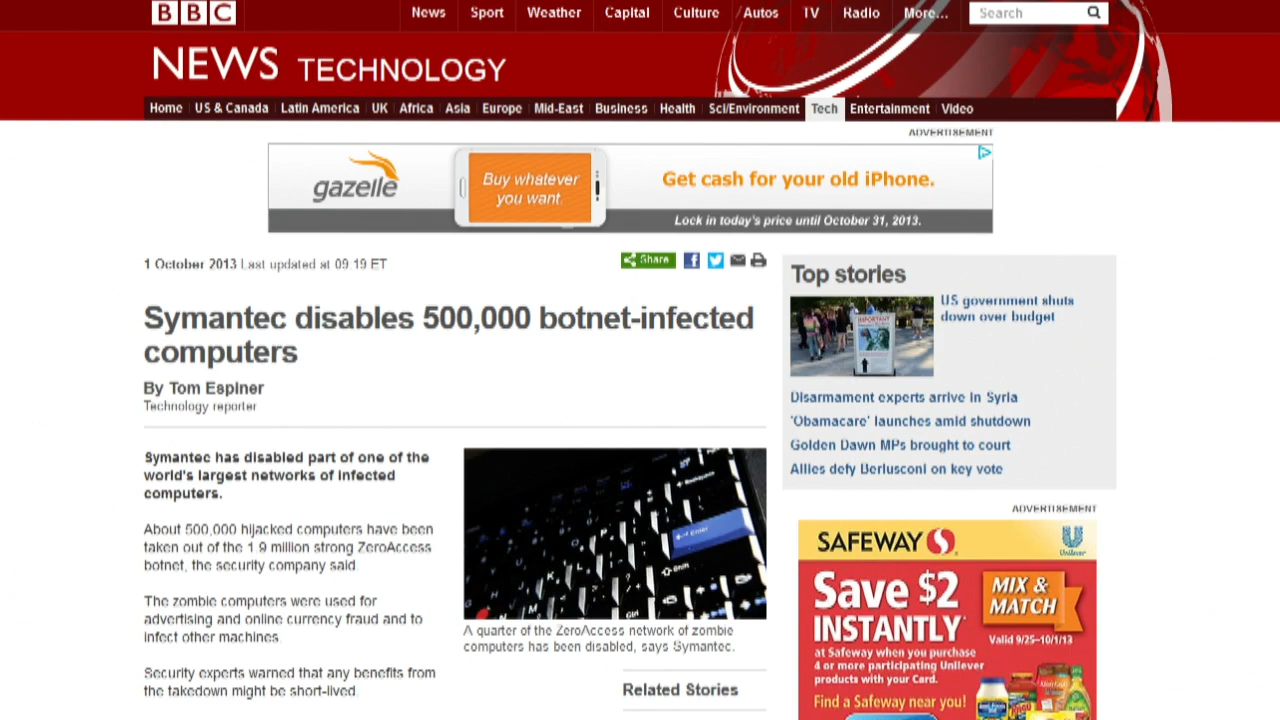 BBC
News Sport Weather Capital Culture Autos TV Radio More... Search
NEWS TECHNOLOGY
Home US & Canada Latin America UK Africa Asia Europe Mid-East Business Health Sci/Environment Tech Entertainment Video
ADVERTISEMENT
gazelle
Buy whatever
you want.
Get cash for your old iPhone.
Lock in today's price until October 31, 2013.
1 October 2013 Last updated at 09:19 ET
Share
Symantec disables 500,000 botnet-infected
computers
By Tom Espiner
Technology reporter
Symantec has disabled part of one of the
world's largest networks of infected
computers.
About 500,000 hijacked computers have been
taken out of the 1.9 million strong ZeroAccess
botnet, the security company said.
The zombie computers were used for
advertising and online currency fraud and to
infect other machines.
Security experts warned that any benefits from
the takedown might be short-lived.
Enter
Shift
Ctrl
A quarter of the ZeroAccess network of zombie
computers has been disabled, says Symantec.
Related Stories
Top stories
IMPORTANT
US government shuts
down over budget
Disarmament experts arrive in Syria
'Obamacare' launches amid shutdown
Golden Dawn MPs brought to court
Allies defy Berlusconi on key vote
ADVERTISEMENT
SAFEWAY
Unilever
Save $2
INSTANTLY*
MIX &
MATCH
Valid 9/25–10/1/13
at Safeway when you purchase
4 or more participating Unilever
products with your Card.
Find a Safeway near you!